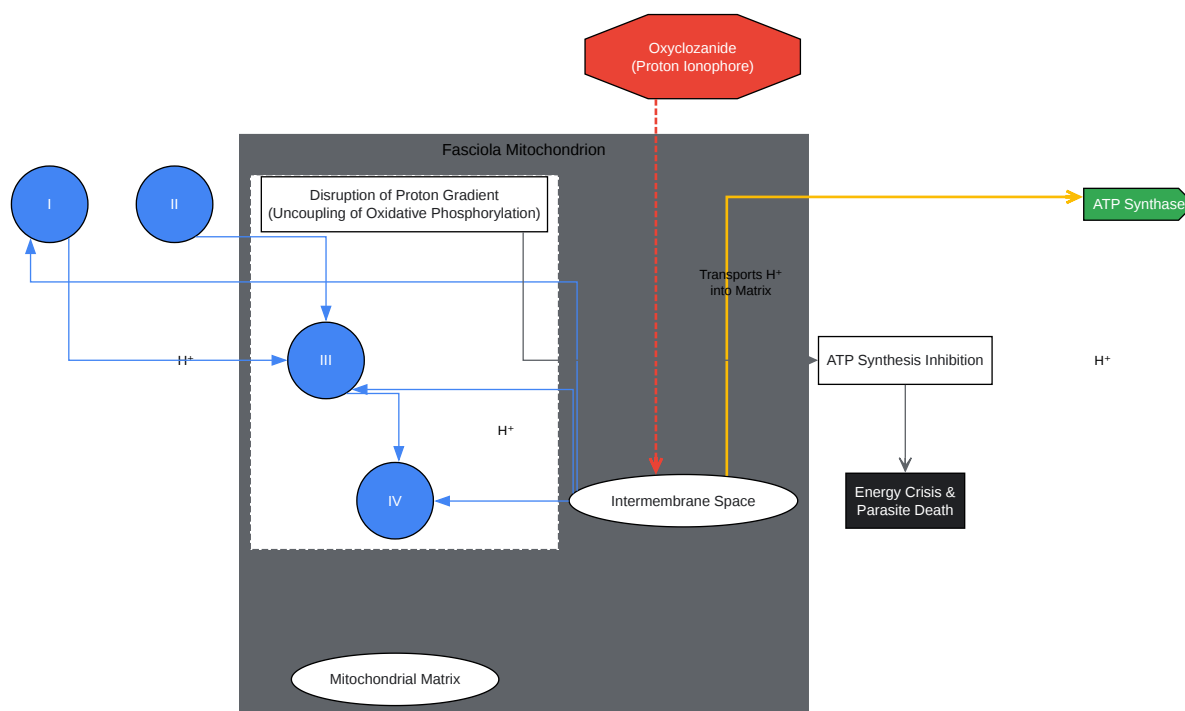 Oxyclozanide
(Proton Ionophore)
Fasciola Mitochondrion
I
II
Disruption of Proton Gradient
(Uncoupling of Oxidative Phosphorylation)
ATP Synthase
Transports H⁺
into Matrix
H⁺
III
ATP Synthesis Inhibition
H⁺
H⁺
IV
Intermembrane Space
Energy Crisis &
Parasite Death
Mitochondrial Matrix